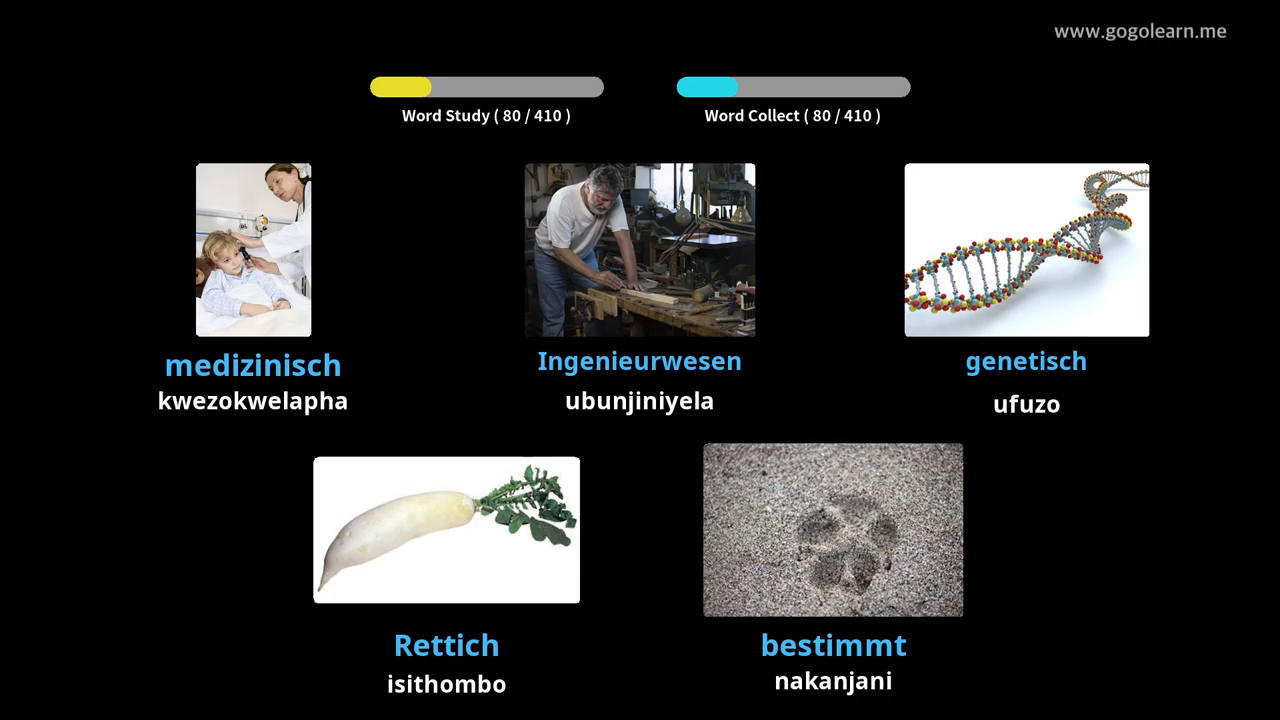 www.gogolearn.me
Word Study ( 80 / 410 )
Word Collect ( 80 / 410 )
medizinisch
kwezokwelapha
Ingenieurwesen
ubunjiniyela
genetisch
ufuzo
Rettich
isithombo
bestimmt
nakanjani